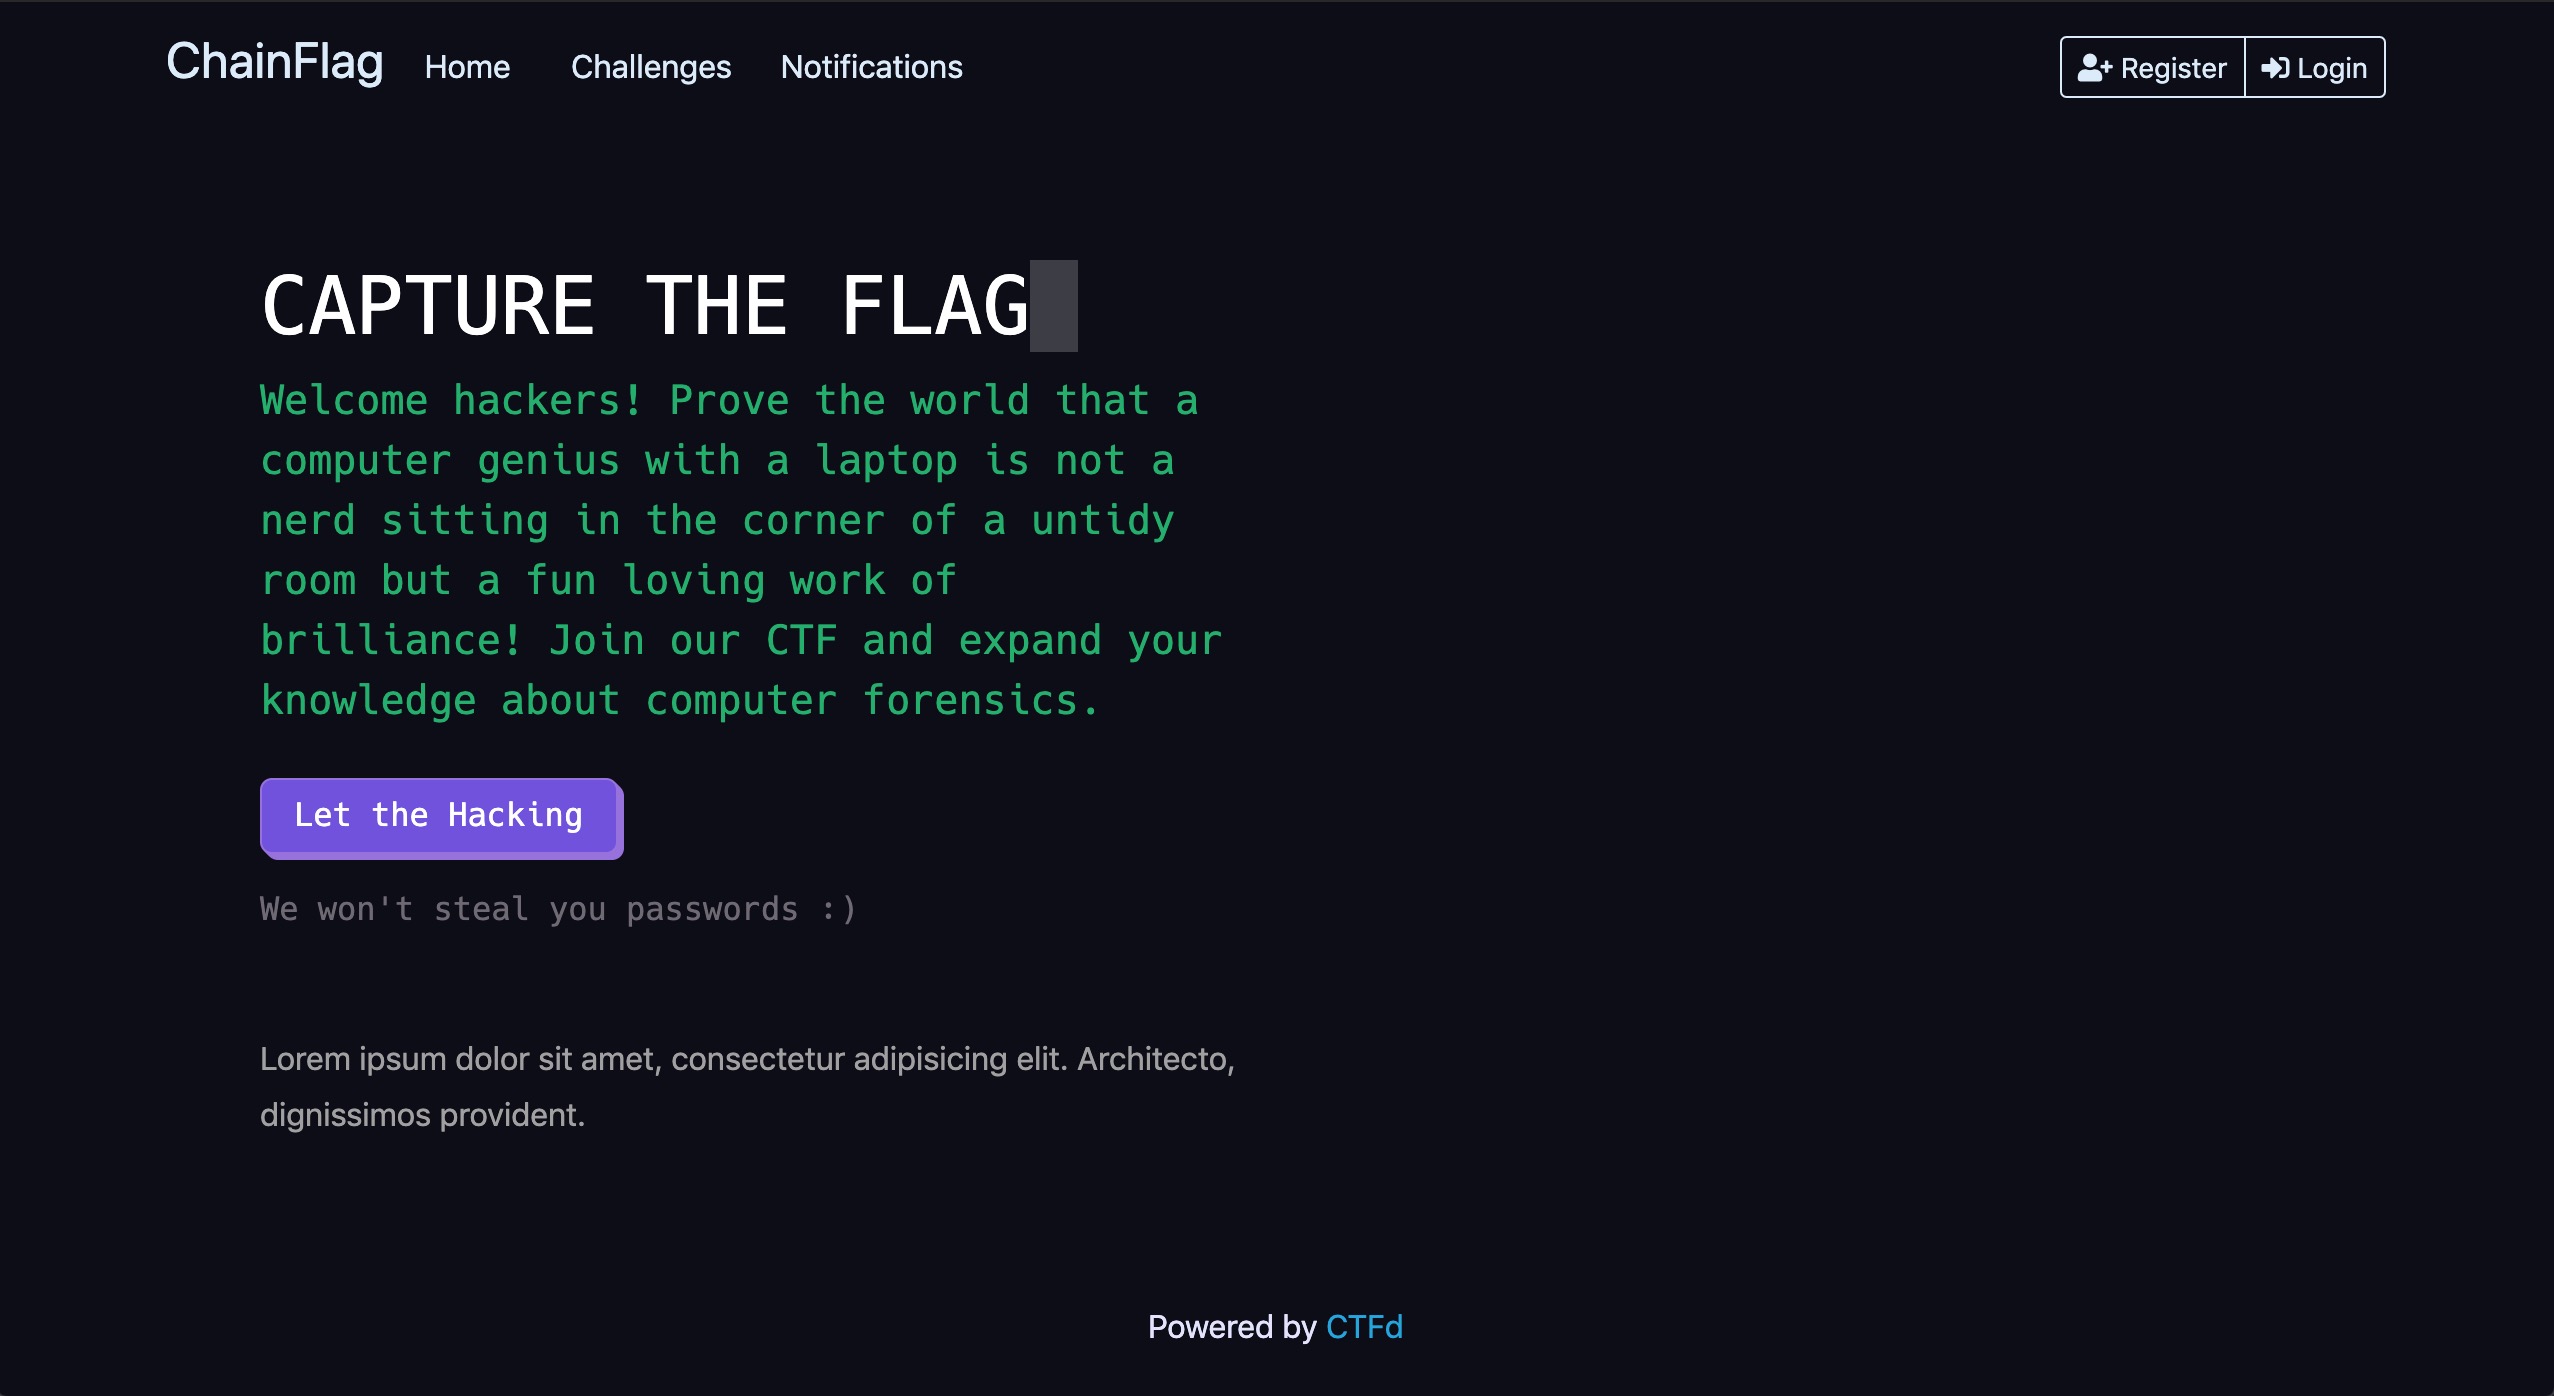 ChainFlag Home Challenges Notifications Register Login
CAPTURE THE FLAG
Welcome hackers! Prove the world that a
computer genius with a laptop is not a
nerd sitting in the corner of a untidy
room but a fun loving work of
brilliance! Join our CTF and expand your
knowledge about computer forensics.
Let the Hacking
We won't steal you passwords :)
Lorem ipsum dolor sit amet, consectetur adipisicing elit. Architecto,
dignissimos provident.
Powered by CTFd